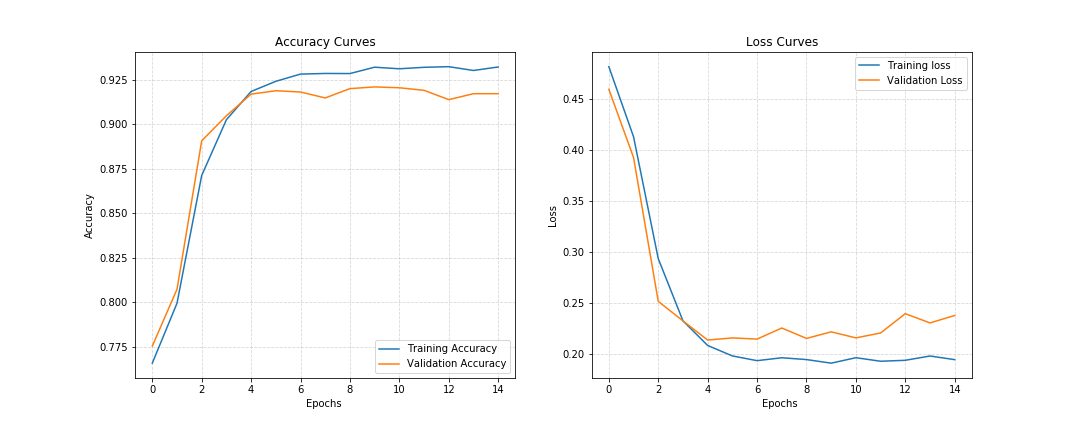 Accuracy Curves
0.925
0.900
0.875
0.850
0.825
0.800
0.775
Accuracy
0 2 4 6 8 10 12 14
Epochs
Training Accuracy
Validation Accuracy
Loss Curves
0.45
0.40
0.35
0.30
0.25
0.20
Loss
0 2 4 6 8 10 12 14
Epochs
Training loss
Validation Loss